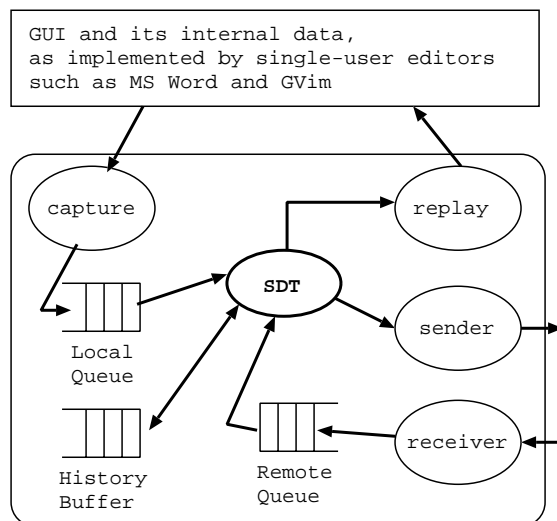 GUI and its internal data,
as implemented by single-user editors
such as MS Word and GVim
capture
replay
SDT
sender
Local
Queue
receiver
History
Buffer
Remote
Queue